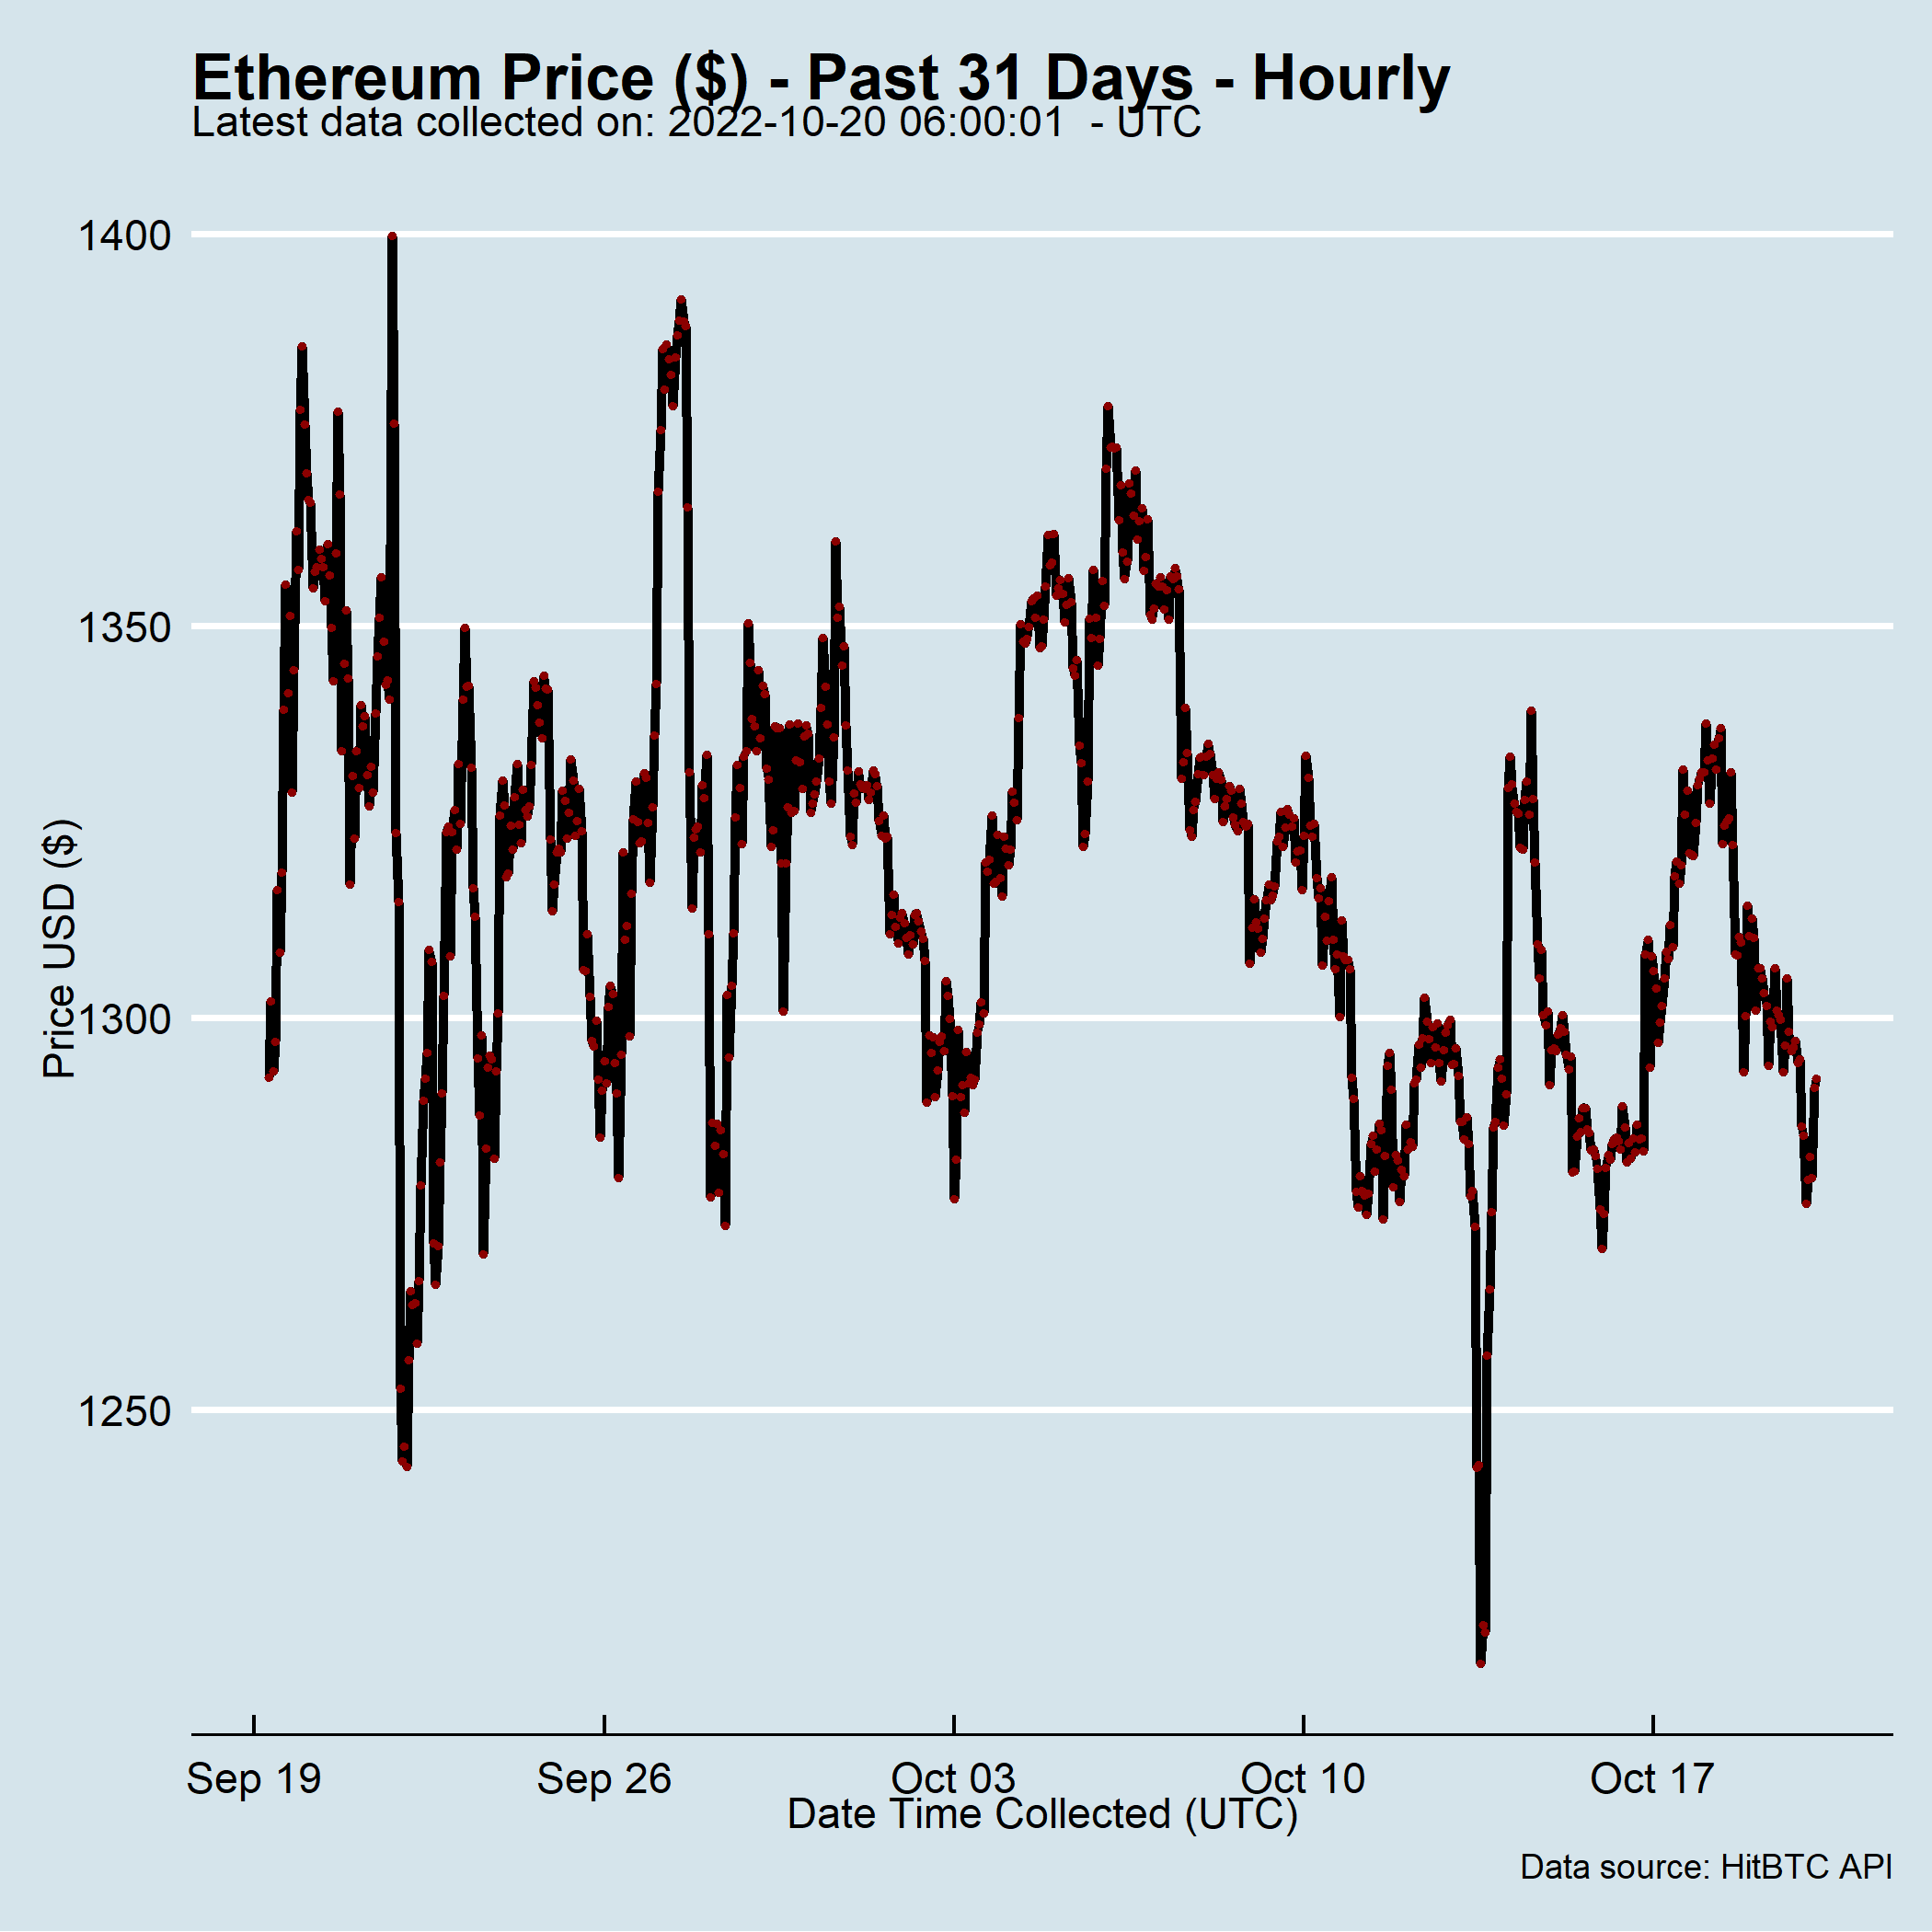 Ethereum Price ($) - Past 31 Days - Hourly
Latest data collected on: 2022-10-20 06:00:01  - UTC
1400
1350
1300
1250
Price USD ($)
Sep 19
Sep 26
Oct 03
Oct 10
Oct 17
Date Time Collected (UTC)
Data source: HitBTC API